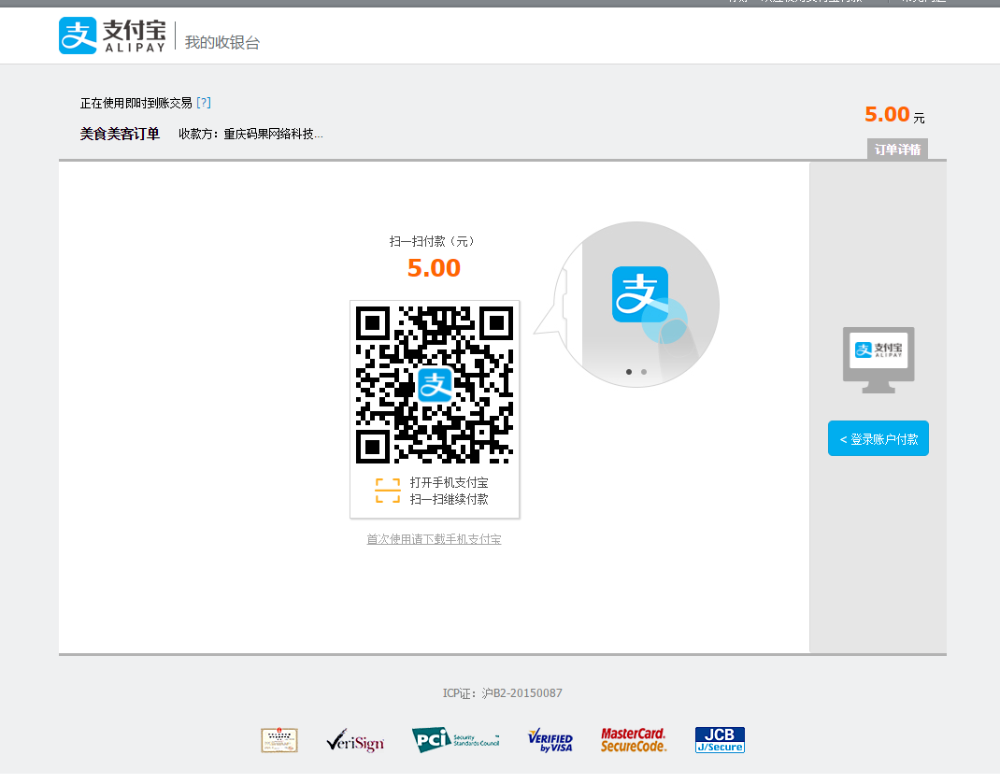 支付宝
ALIPAY
我的收银台
正在使用即时到账交易 [?]
美食美客订单 收款方：重庆码果网络科技...
5.00 元
订单详情
扫一扫付款（元）
5.00
支
支
打开手机支付宝
扫一扫继续付款
首次使用请下载手机支付宝
支付宝
ALIPAY
< 登录账户付款
ICP证：沪B2-20150087
VeriSign
PCI Security
Standards Council
VERIFIED
by VISA
MasterCard.
SecureCode.
JCB
J/Secure